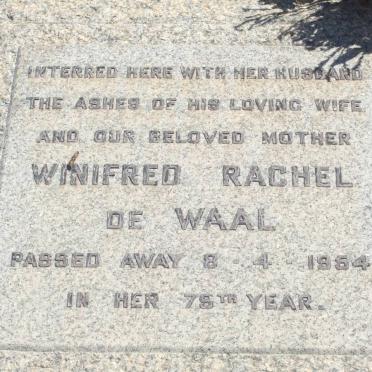 INTERRED HERE WITH HER HUSBAND
THE ASHES OF HIS LOVING WIFE
AND OUR BELOVED MOTHER
WINIFRED RACHEL
DE WAAL
PASSED AWAY 8 - 4 - 1954
IN HER 75TH YEAR.